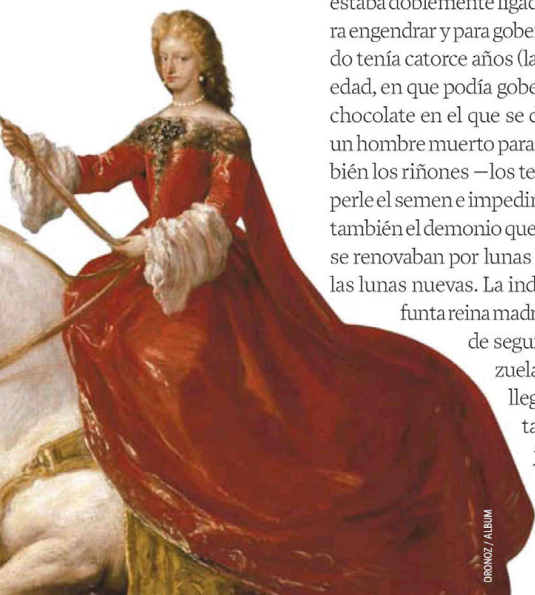 estaba doblemente ligad
ra engendrar y para gober
do tenía catorce años (la
edad, en que podía gobe
chocolate en el que se d
un hombre muerto para
bién los riñones —los te
perle el semen e impedir
también el demonio que
se renovaban por lunas
las lunas nuevas. La ind
funta reina madr
de segu
zuela
lleg
ta
ORONOZ / ALBUM